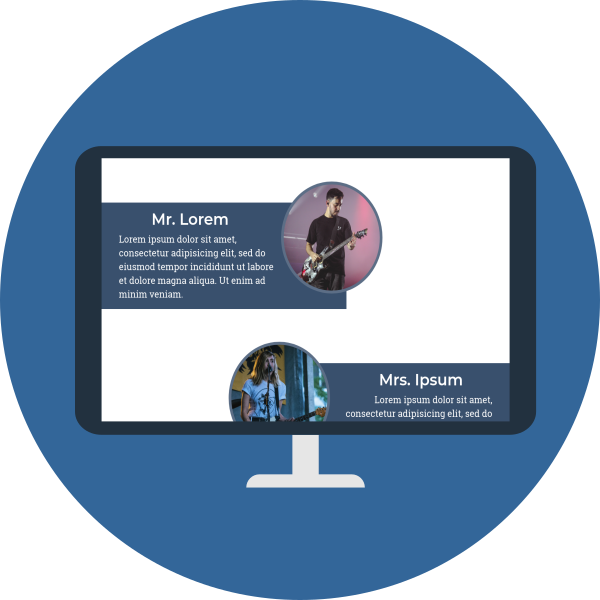 Mr. Lorem
Lorem ipsum dolor sit amet,
consectetur adipisicing elit, sed do
eiusmod tempor incididunt ut labore
et dolore magna aliqua. Ut enim ad
minim veniam.
Mrs. Ipsum
Lorem ipsum dolor sit amet,
consectetur adipisicing elit, sed do